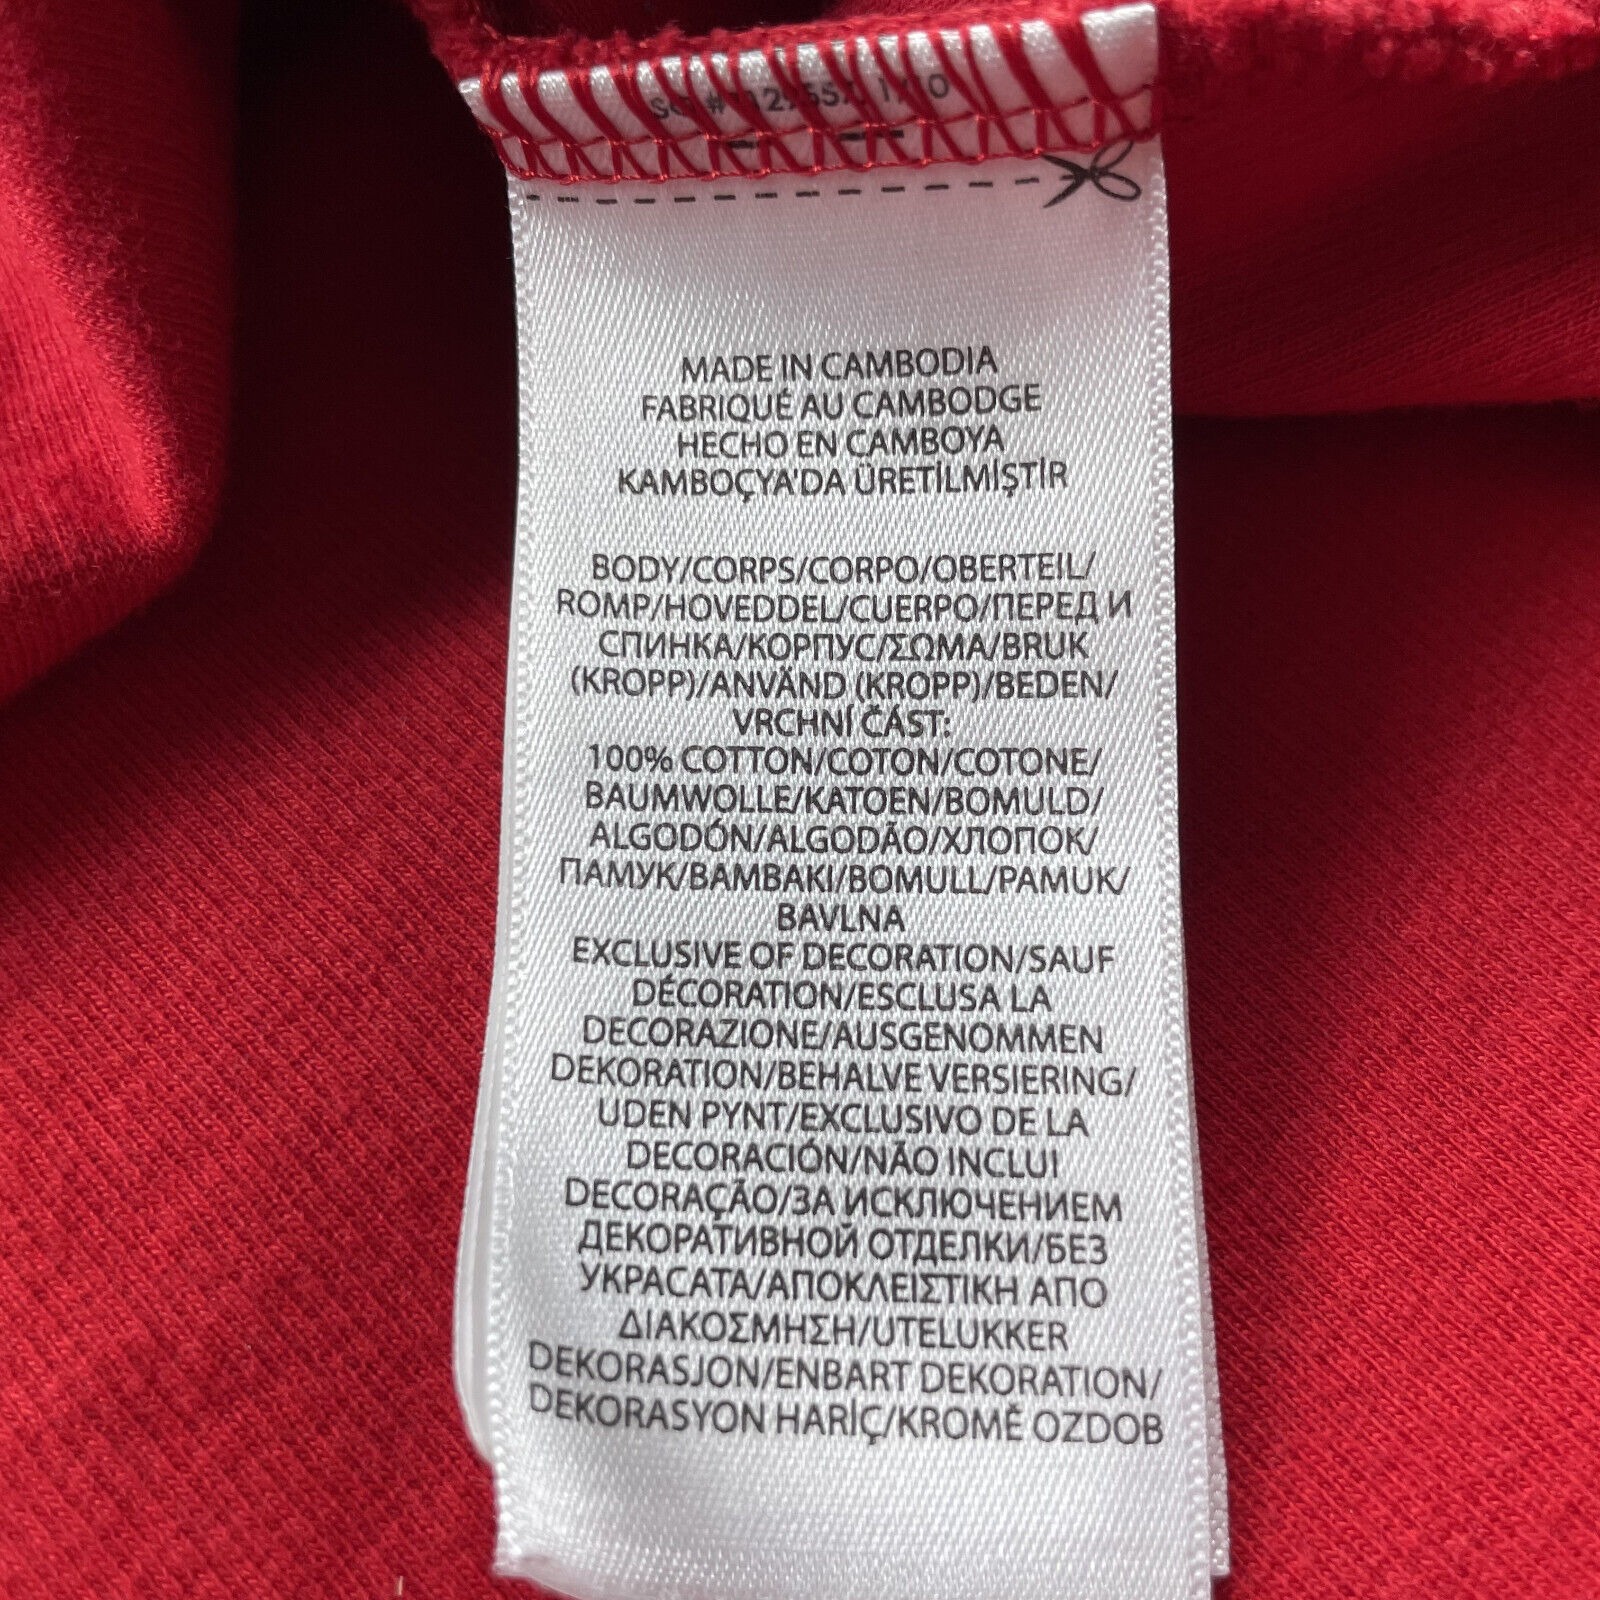 MADE IN CAMBODIA
FABRIQUÉ AU CAMBODGE
HECHO EN CAMBOYA
KAMBOÇYA'DA ÜRETİLMİŞTİR
BODY/CORPS/CORPO/OBERTEIL/
ROMP/HOVEDDEL/CUERPO/ПЕРЕД И
СПИНКА/КОРПУС/ΣΩΜΑ/BRUK
(KROPP)/ANVÄND (KROPP)/BEDEN/
VRCHNÍ ČÁST:
100% COTTON/COTON/COTONE/
BAUMWOLLE/KATOEN/BOMULD/
ALGODÓN/ALGODÃO/ХЛОПОК/
ПАМУК/ΒΑΜΒΑΚΙ/BOMULL/PAMUK/
BAVLNA
EXCLUSIVE OF DECORATION/SAUF
DÉCORATION/ESCLUSA LA
DECORAZIONE/AUSGENOMMEN
DEKORATION/BEHALVE VERSIERING/
UDEN PYNT/EXCLUSIVO DE LA
DECORACIÓN/NÃO INCLUI
DECORAÇÃO/ЗА ИСКЛЮЧЕНИЕМ
ДЕКОРАТИВНОЙ ОТДЕЛКИ/БЕЗ
УКРАСАТА/ΑΠΟΚΛΕΙΣΤΙΚΗ ΑΠΟ
ΔΙΑΚΟΣΜΗΣΗ/UTELUKKER
DEKORASJON/ENBART DEKORATION/
DEKORASYON HARİÇ/KROMĚ OZDOB